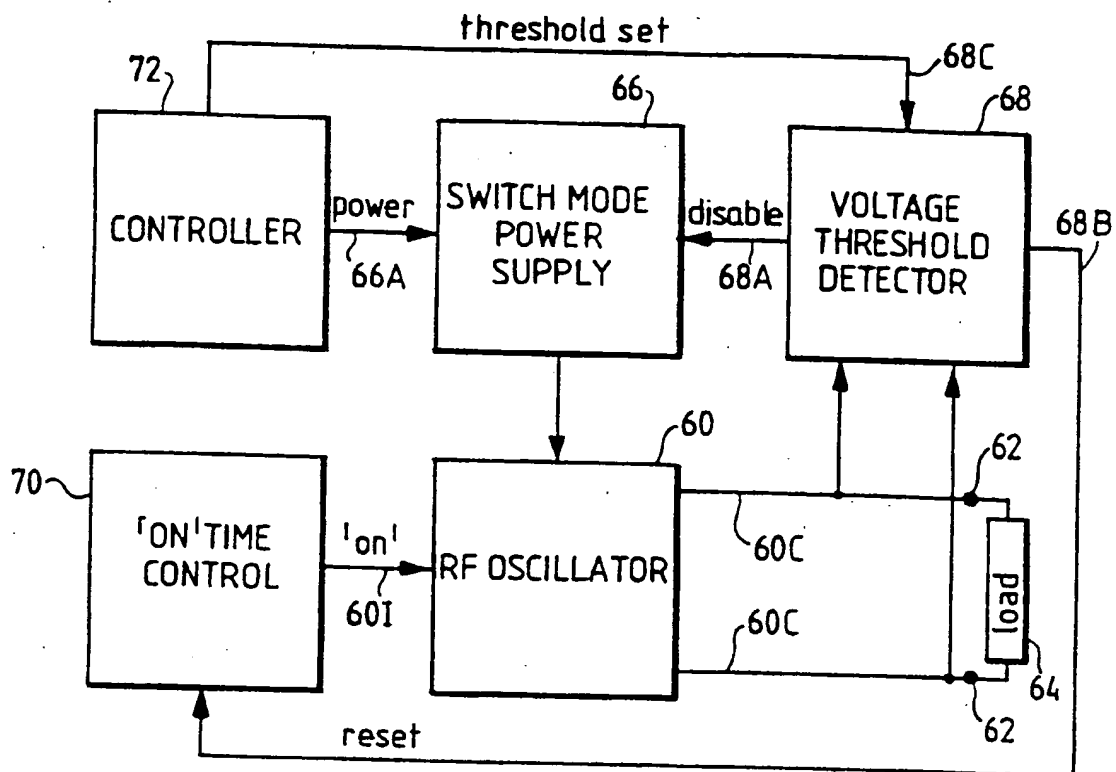 threshold set
72
66
68C
68
CONTROLLER
power
66A
SWITCH MODE
POWER
SUPPLY
disable
68A
VOLTAGE
THRESHOLD
DETECTOR
68B
70
'ON' TIME
CONTROL
'on'
60I
60
RF OSCILLATOR
60C
60C
62
load
64
62
reset